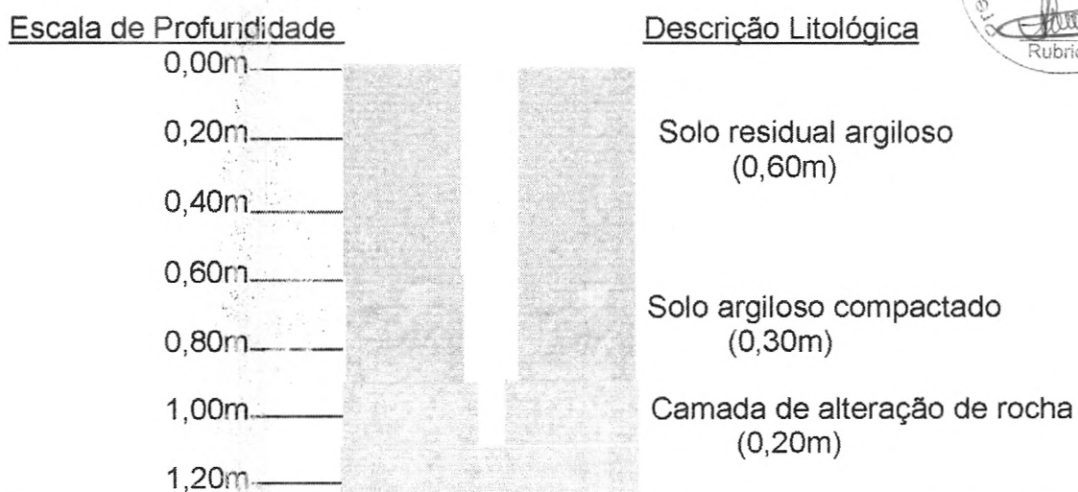 Escala de Profundidade
Descrição Litológica
0,00m
0,20m
Solo residual argiloso
(0,60m)
0,40m
0,60m
Solo argiloso compactado
(0,30m)
0,80m
1,00m
Camada de alteração de rocha
(0,20m)
1,20m